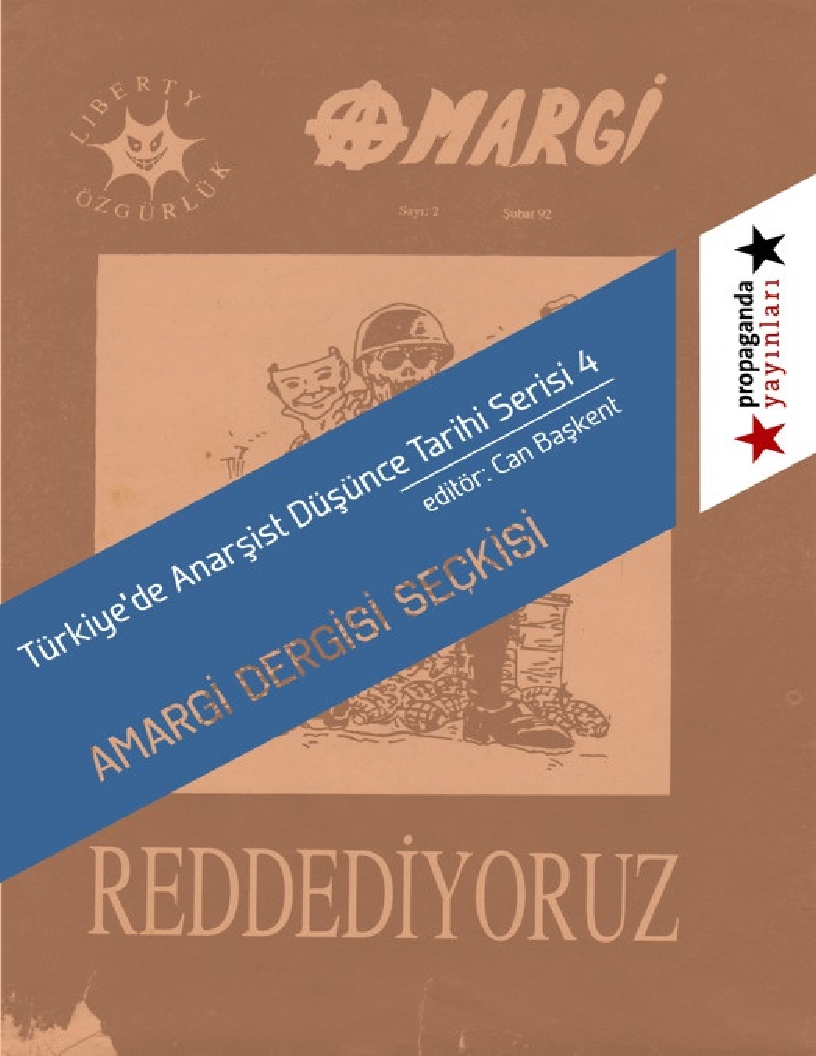 LIBERTY
ÖZGÜRLÜK
AMARGİ
Sayı: 2 Şubat 92
propaganda
yayınları
Türkiye'de Anarşist Düşünce Tarihi Serisi 4
editör: Can Başkent
AMARGİ DERGİSİ SEÇKİSİ
REDDEDİYORUZ